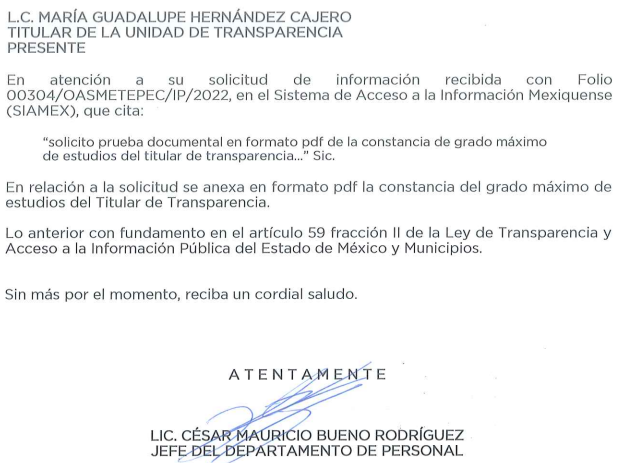 L.C. MARÍA GUADALUPE HERNÁNDEZ CAJERO
TITULAR DE LA UNIDAD DE TRANSPARENCIA
PRESENTE
En atención a su solicitud de información recibida con Folio
00304/OASMETEPEC/IP/2022, en el Sistema de Acceso a la Información Mexiquense
(SIAMEX), que cita:
“solicito prueba documental en formato pdf de la constancia de grado máximo
de estudios del titular de transparencia...” Sic.
En relación a la solicitud se anexa en formato pdf la constancia del grado máximo de
estudios del Titular de Transparencia.
Lo anterior con fundamento en el artículo 59 fracción II de la Ley de Transparencia y
Acceso a la Información Pública del Estado de México y Municipios.
Sin más por el momento, reciba un cordial saludo.
A T E N T A M E N T E
LIC. CÉSAR MAURICIO BUENO RODRÍGUEZ
JEFE DEL DEPARTAMENTO DE PERSONAL